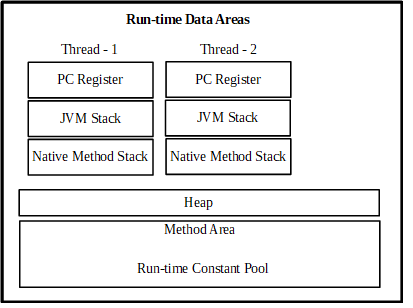 Run-time Data Areas
Thread - 1
Thread - 2
PC Register
PC Register
JVM Stack
JVM Stack
Native Method Stack
Native Method Stack
Heap
Method Area
Run-time Constant Pool